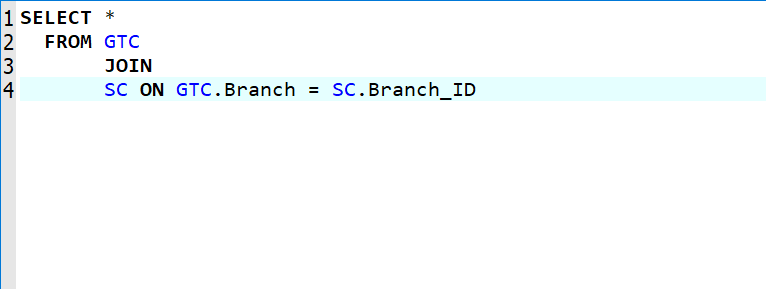 1 SELECT *
2   FROM GTC
3        JOIN
4        SC ON GTC.Branch = SC.Branch_ID